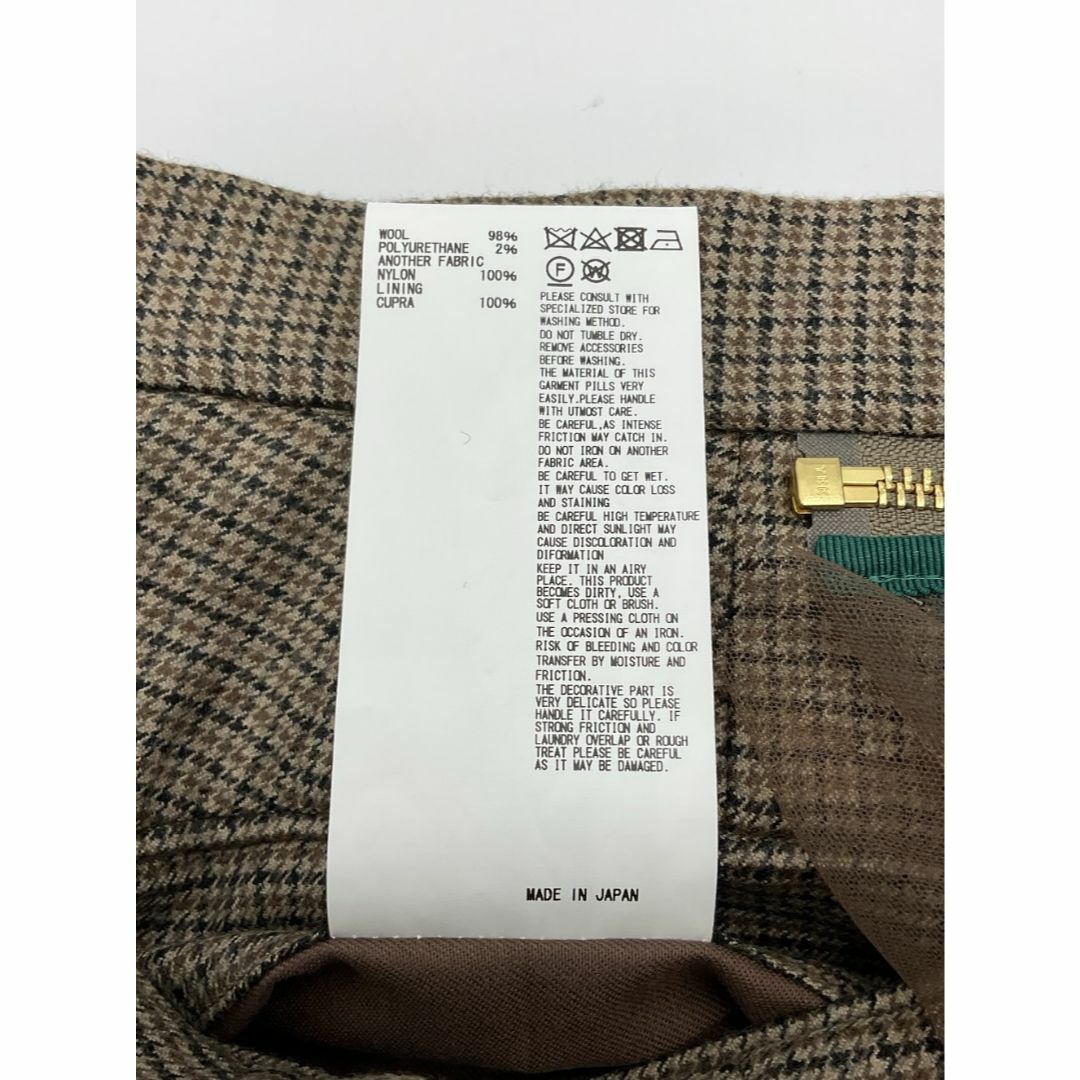 WOOL 98%
POLYURETHANE 2%
ANOTHER FABRIC
NYLON 100%
LINING
CUPRA 100%
F W
PLEASE CONSULT WITH
SPECIALIZED STORE FOR
WASHING METHOD.
DO NOT TUMBLE DRY.
REMOVE ACCESSORIES
BEFORE WASHING.
THE MATERIAL OF THIS
GARMENT PILLS VERY
EASILY.PLEASE HANDLE
WITH UTMOST CARE.
BE CAREFUL,AS INTENSE
FRICTION MAY CATCH IN.
DO NOT IRON ON ANOTHER
FABRIC AREA.
BE CAREFUL TO GET WET.
IT MAY CAUSE COLOR LOSS
AND STAINING
BE CAREFUL HIGH TEMPERATURE
AND DIRECT SUNLIGHT MAY
CAUSE DISCOLORATION AND
DIFORMATION
KEEP IT IN AN AIRY
PLACE. THIS PRODUCT
BECOMES DIRTY, USE A
SOFT CLOTH OR BRUSH.
USE A PRESSING CLOTH ON
THE OCCASION OF AN IRON.
RISK OF BLEEDING AND COLOR
TRANSFER BY MOISTURE AND
FRICTION.
THE DECORATIVE PART IS
VERY DELICATE SO PLEASE
HANDLE IT CAREFULLY. IF
STRONG FRICTION AND
LAUNDRY OVERLAP OR ROUGH
TREAT PLEASE BE CAREFUL
AS IT MAY BE DAMAGED.
MADE IN JAPAN